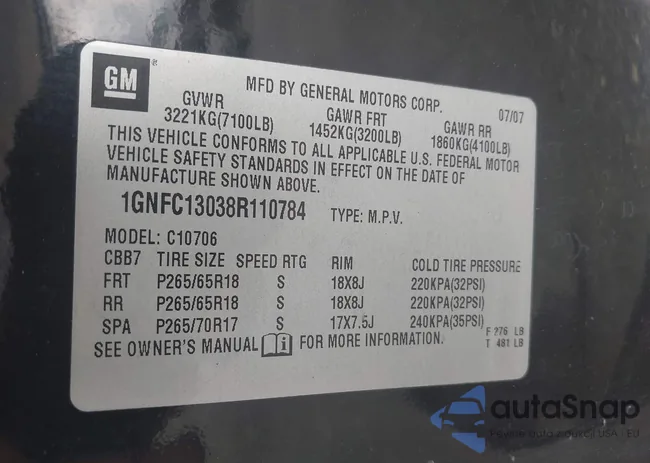 GM
MFD BY GENERAL MOTORS CORP. 07/07
GVWR GAWR FRT GAWR RR
3221KG(7100LB) 1452KG(3200LB) 1860KG(4100LB)
THIS VEHICLE CONFORMS TO ALL APPLICABLE U.S. FEDERAL MOTOR
VEHICLE SAFETY STANDARDS IN EFFECT ON THE DATE OF
MANUFACTURE SHOWN ABOVE.
1GNFC13038R110784 TYPE: M.P.V.
MODEL: C10706
CBB7 TIRE SIZE SPEED RTG RIM COLD TIRE PRESSURE
FRT P265/65R18 S 18X8J 220KPA(32PSI)
RR P265/65R18 S 18X8J 220KPA(32PSI)
SPA P265/70R17 S 17X7.5J 240KPA(35PSI)
SEE OWNER'S MANUAL FOR MORE INFORMATION.
F 276 LB
T 481 LB
autaSnap